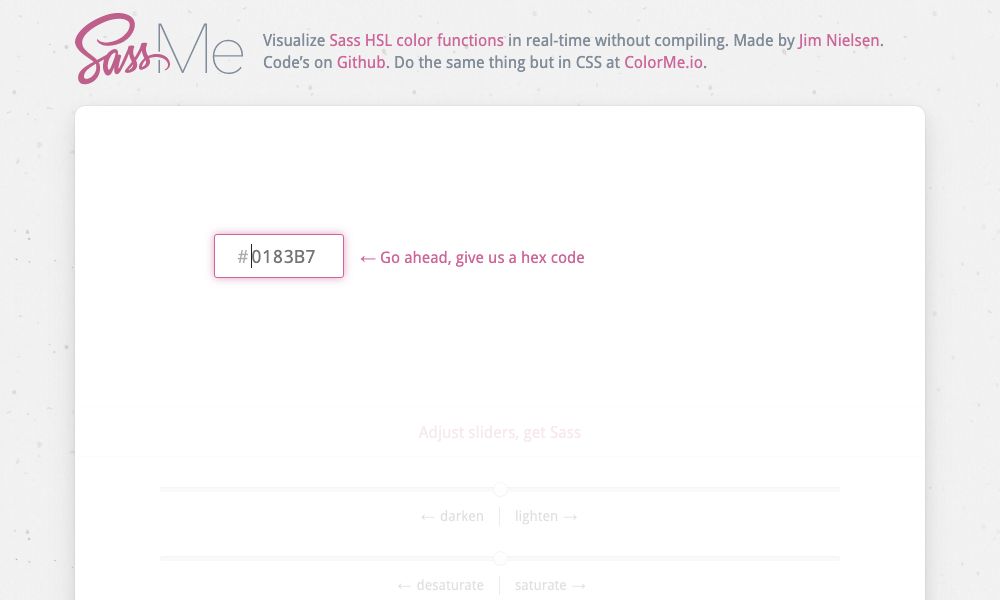 Sass Me
Visualize Sass HSL color functions in real-time without compiling. Made by Jim Nielsen.
Code's on Github. Do the same thing but in CSS at ColorMe.io.
#0183B7
← Go ahead, give us a hex code
Adjust sliders, get Sass
← darken | lighten →
← desaturate | saturate →